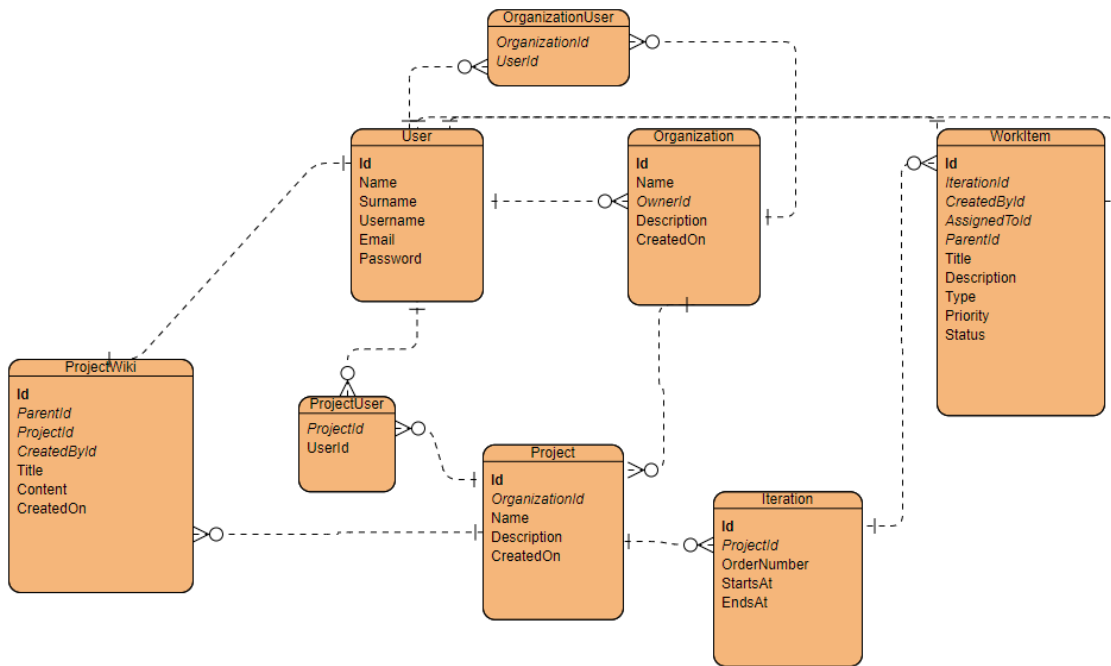 OrganizationUser
OrganizationId
UserId
User
Id
Name
Surname
Username
Email
Password
Organization
Id
Name
OwnerId
Description
CreatedOn
WorkItem
Id
IterationId
CreatedById
AssignedToId
ParentId
Title
Description
Type
Priority
Status
ProjectWiki
Id
ParentId
ProjectId
CreatedById
Title
Content
CreatedOn
ProjectUser
ProjectId
UserId
Project
Id
OrganizationId
Name
Description
CreatedOn
Iteration
Id
ProjectId
OrderNumber
StartsAt
EndsAt